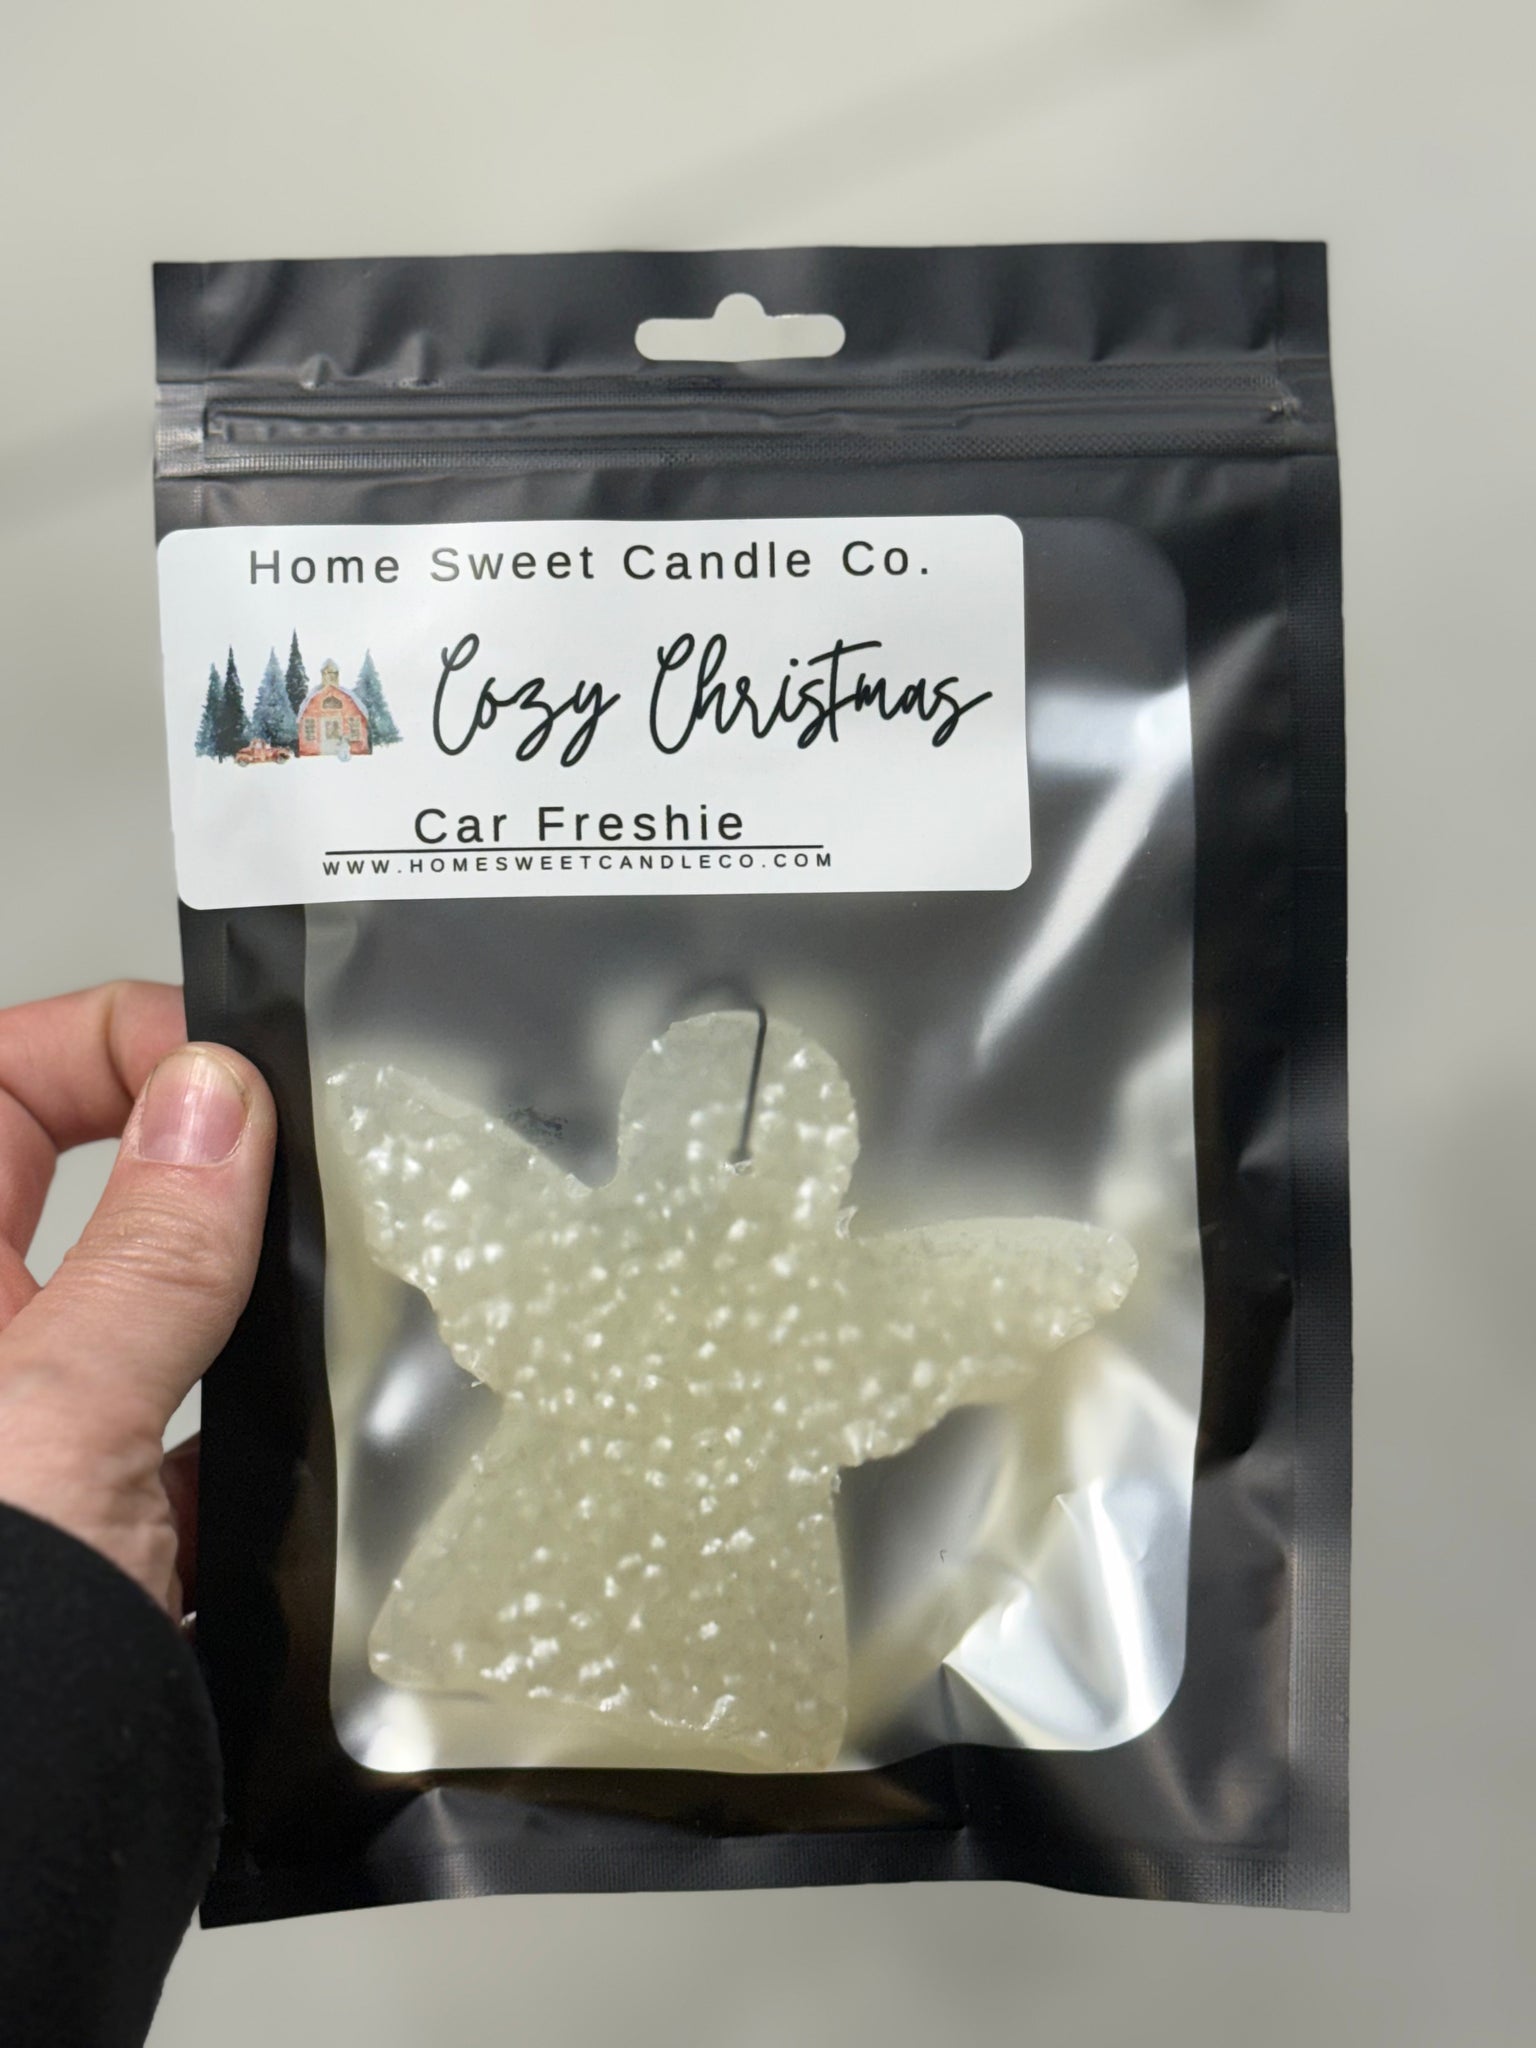 Home Sweet Candle Co.
Cozy Christmas
Car Freshie
WWW.HOMESWEETCANDLECO.COM